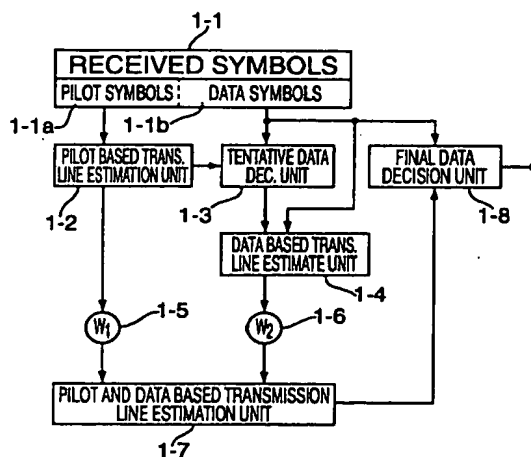 1-1
RECEIVED SYMBOLS
PILOT SYMBOLS DATA SYMBOLS
1-1a
1-1b
PILOT BASED TRANS.
LINE ESTIMATION UNIT
1-2
TENTATIVE DATA
DEC. UNIT
1-3
FINAL DATA
DECISION UNIT
1-8
DATA BASED TRANS.
LINE ESTIMATE UNIT
1-4
W1
1-5
W2
1-6
PILOT AND DATA BASED TRANSMISSION
LINE ESTIMATION UNIT
1-7